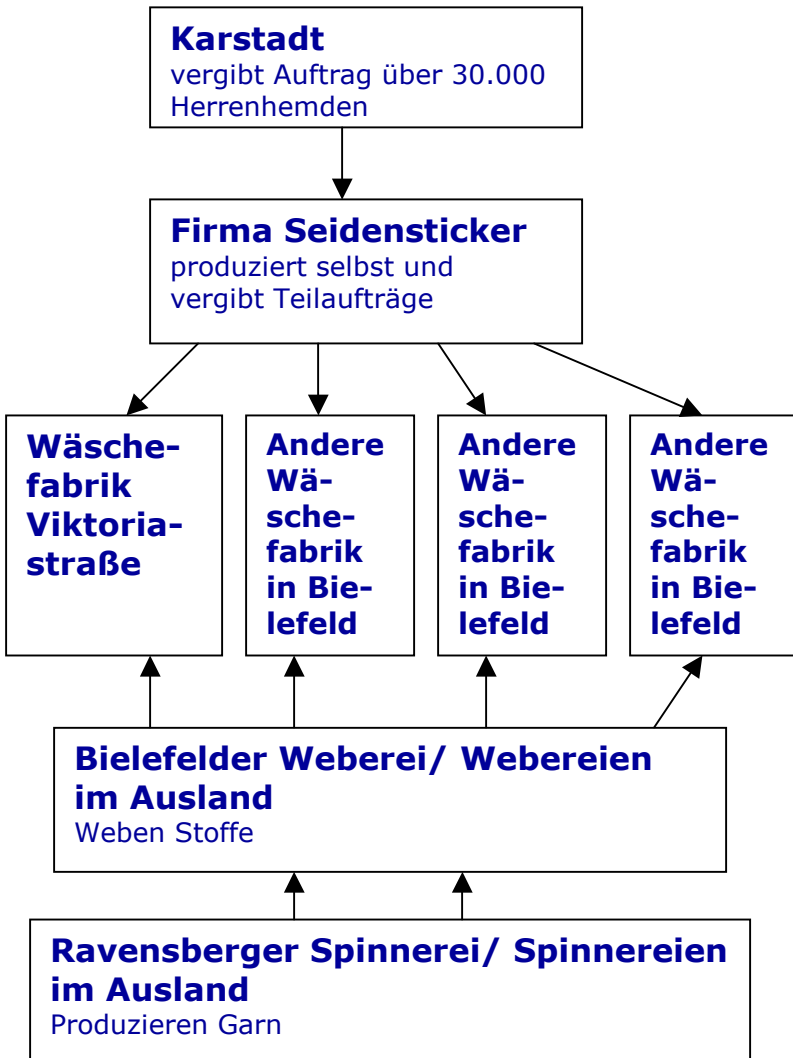 Karstadt
vergibt Auftrag über 30.000
Herrenhemden
Firma Seidensticker
produziert selbst und
vergibt Teilaufträge
Wäsche-
fabrik
Viktoria-
straße
Andere
Wä-
sche-
fabrik
in Bie-
lefeld
Andere
Wä-
sche-
fabrik
in Bie-
lefeld
Andere
Wä-
sche-
fabrik
in Bie-
lefeld
Bielefelder Weberei/ Webereien
im Ausland
Weben Stoffe
Ravensberger Spinnerei/ Spinnereien
im Ausland
Produzieren Garn